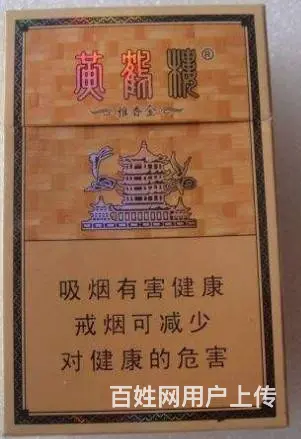 黄鹤楼®
雅香金
吸烟有害健康
戒烟可减少
对健康的危害
百姓网用户上传